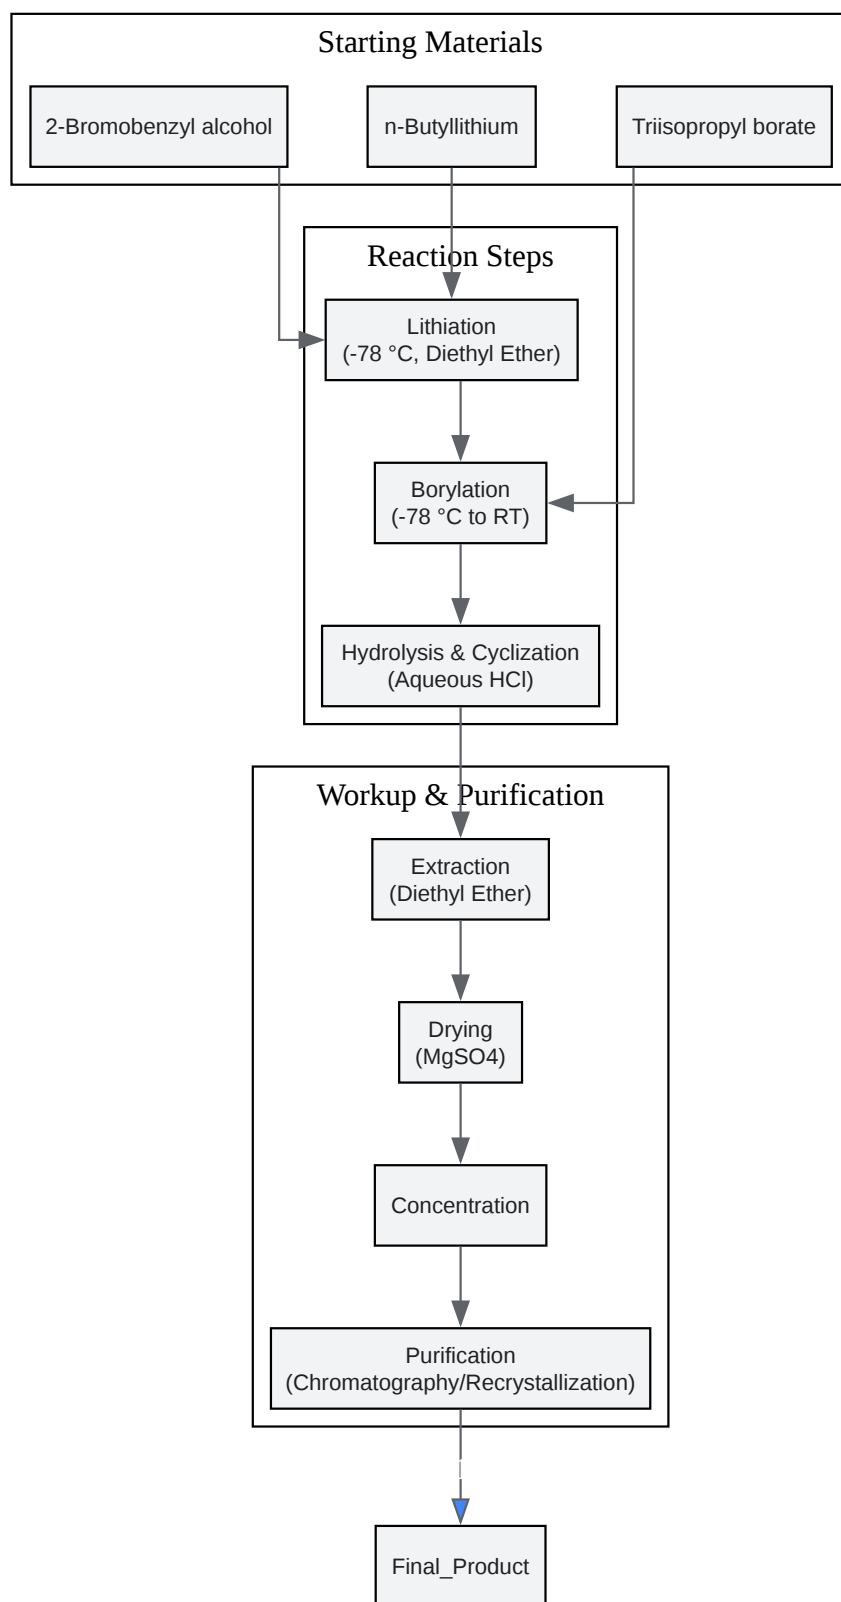 Starting Materials
2-Bromobenzyl alcohol
n-Butyllithium
Triisopropyl borate
Reaction Steps
Lithiation
(-78 °C, Diethyl Ether)
Borylation
(-78 °C to RT)
Hydrolysis & Cyclization
(Aqueous HCl)
Workup & Purification
Extraction
(Diethyl Ether)
Drying
(MgSO4)
Concentration
Purification
(Chromatography/Recrystallization)
Final_Product